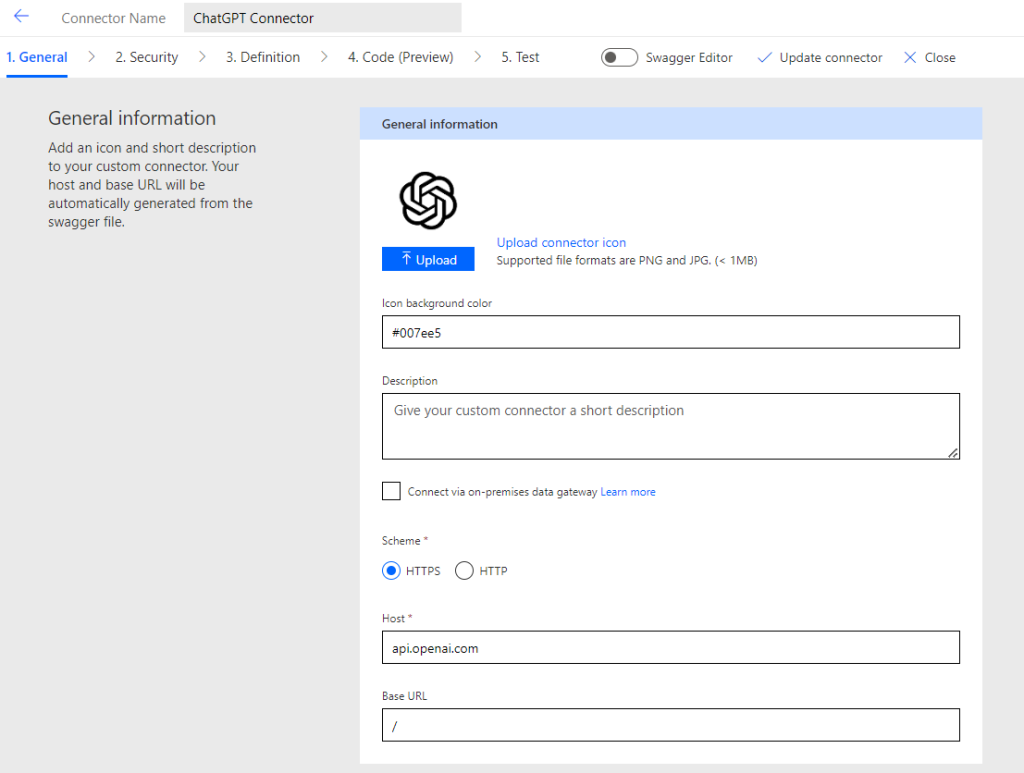 Connector Name ChatGPT Connector
1. General 2. Security 3. Definition 4. Code (Preview) 5. Test Swagger Editor Update connector Close
General information
Add an icon and short description
to your custom connector. Your
host and base URL will be
automatically generated from the
swagger file.
General information
Upload
Upload connector icon
Supported file formats are PNG and JPG. (< 1MB)
Icon background color
#007ee5
Description
Give your custom connector a short description
Connect via on-premises data gateway Learn more
Scheme *
HTTPS HTTP
Host *
api.openai.com
Base URL
/